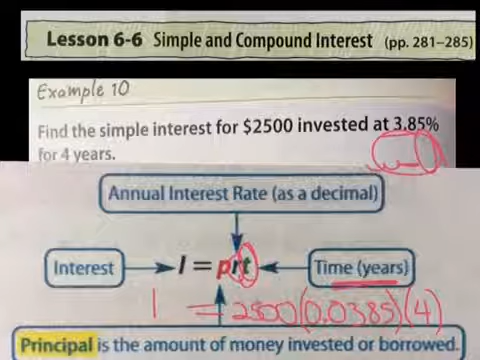 Lesson 6-6 Simple and Compound Interest (pp. 281–285)
Example 10
Find the simple interest for $2500 invested at 3.85%
for 4 years.
Annual Interest Rate (as a decimal)
Interest
I = prt
Time (years)
I = 2500(0.0385)(4)
Principal is the amount of money invested or borrowed.